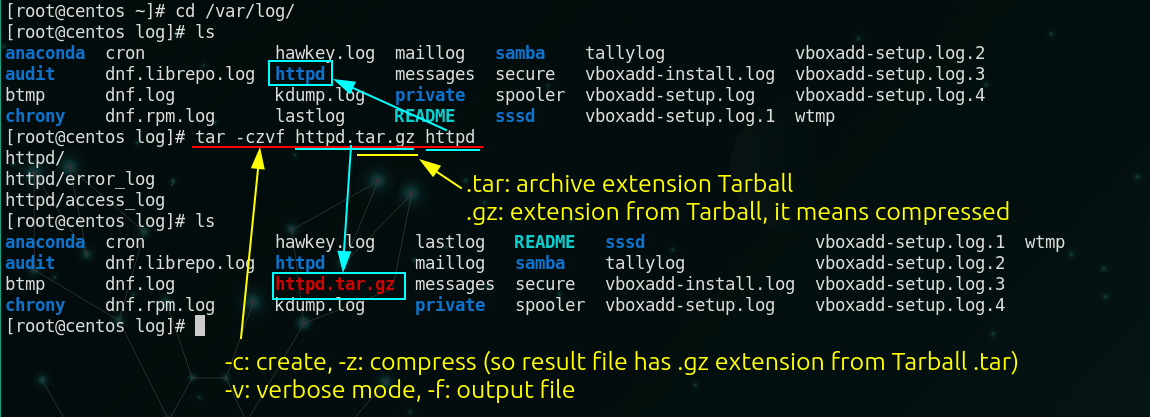 [root@centos ~]# cd /var/log/
[root@centos log]# ls
anaconda cron hawkey.log maillog samba tallylog vboxadd-setup.log.2
audit dnf.librepo.log httpd messages secure vboxadd-install.log vboxadd-setup.log.3
btmp dnf.log kdump.log private spooler vboxadd-setup.log vboxadd-setup.log.4
chrony dnf.rpm.log lastlog README sssd vboxadd-setup.log.1 wtmp
[root@centos log]# tar -czvf httpd.tar.gz httpd
httpd/
httpd/error_log
httpd/access_log
.tar: archive extension Tarball
.gz: extension from Tarball, it means compressed
[root@centos log]# ls
anaconda cron hawkey.log lastlog README sssd vboxadd-setup.log.1 wtmp
audit dnf.librepo.log httpd maillog samba tallylog vboxadd-setup.log.2
btmp dnf.log httpd.tar.gz messages secure vboxadd-install.log vboxadd-setup.log.3
chrony dnf.rpm.log kdump.log private spooler vboxadd-setup.log vboxadd-setup.log.4
[root@centos log]#
-c: create, -z: compress (so result file has .gz extension from Tarball .tar)
-v: verbose mode, -f: output file